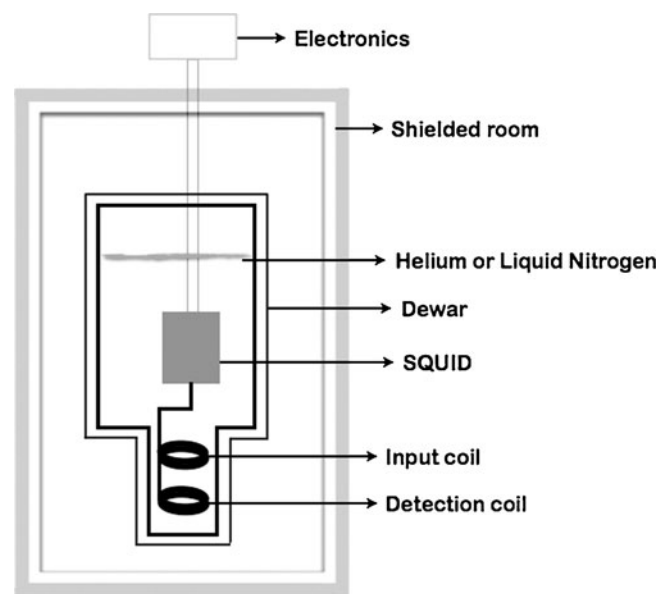 Electronics
Shielded room
Helium or Liquid Nitrogen
Dewar
SQUID
Input coil
Detection coil